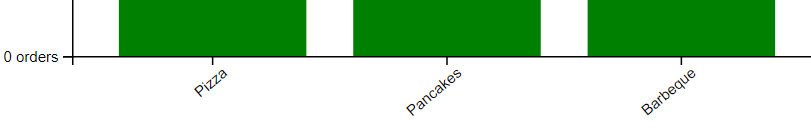 0 orders
Pizza
Pancakes
Barbeque